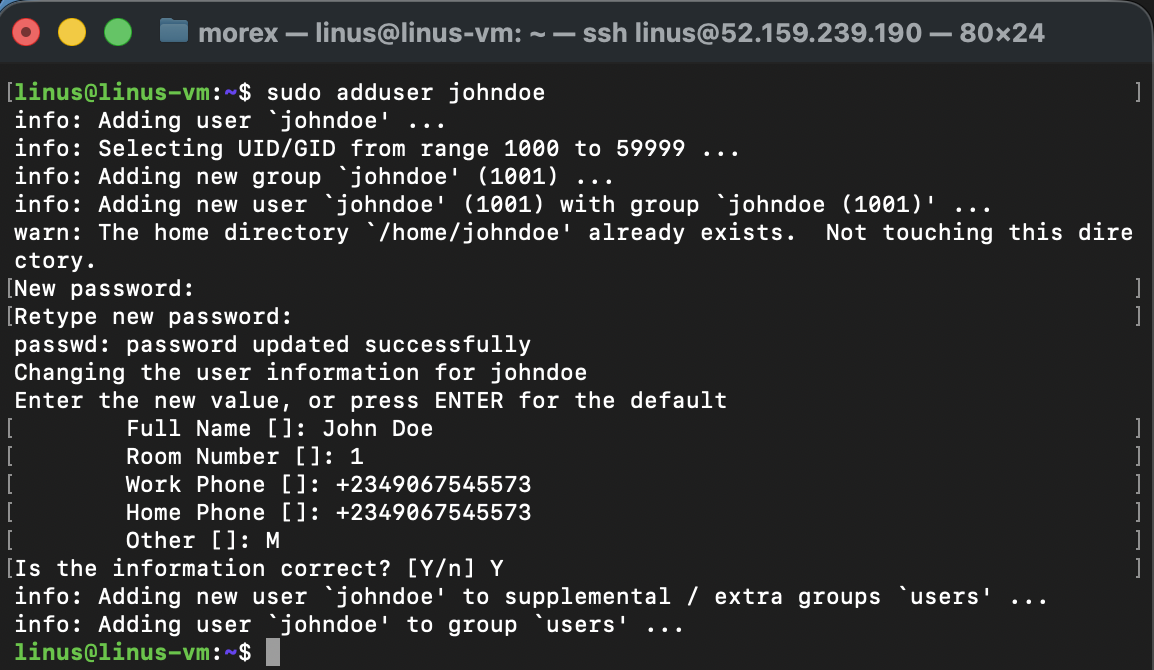 morex — linus@linus-vm: ~ — ssh linus@52.159.239.190 — 80×24
[linus@linus-vm:~$ sudo adduser johndoe ]
info: Adding user `johndoe' ...
info: Selecting UID/GID from range 1000 to 59999 ...
info: Adding new group `johndoe' (1001) ...
info: Adding new user `johndoe' (1001) with group `johndoe (1001)' ...
warn: The home directory `/home/johndoe' already exists.  Not touching this dire
ctory.
[New password: ]
[Retype new password: ]
passwd: password updated successfully
Changing the user information for johndoe
Enter the new value, or press ENTER for the default
[        Full Name []: John Doe ]
[        Room Number []: 1 ]
[        Work Phone []: +2349067545573 ]
[        Home Phone []: +2349067545573 ]
[        Other []: M ]
[Is the information correct? [Y/n] Y ]
info: Adding new user `johndoe' to supplemental / extra groups `users' ...
info: Adding user `johndoe' to group `users' ...
linus@linus-vm:~$